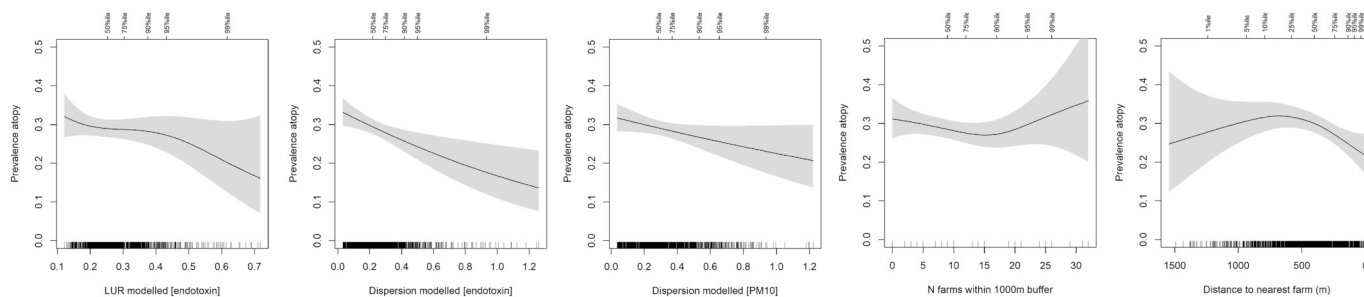 50%ile
75%ile
90%ile
95%ile
99%ile
Prevalence atopy
0.5
0.4
0.3
0.2
0.1
0.0
0.1 0.2 0.3 0.4 0.5 0.6 0.7
LUR modelled [endotoxin]
50%ile
75%ile
90%ile
95%ile
99%ile
Prevalence atopy
0.5
0.4
0.3
0.2
0.1
0.0
0.0 0.2 0.4 0.6 0.8 1.0 1.2
Dispersion modelled [endotoxin]
50%ile
75%ile
90%ile
95%ile
99%ile
Prevalence atopy
0.5
0.4
0.3
0.2
0.1
0.0
0.0 0.2 0.4 0.6 0.8 1.0 1.2
Dispersion modelled [PM10]
50%ile
75%ile
90%ile
95%ile
99%ile
Prevalence atopy
0.5
0.4
0.3
0.2
0.1
0.0
0 5 10 15 20 25 30
N farms within 1000m buffer
1%ile
5%ile
10%ile
25%ile
50%ile
75%ile
90%ile
95%ile
99%ile
Prevalence atopy
0.5
0.4
0.3
0.2
0.1
0.0
1500 1000 500
Distance to nearest farm (m)